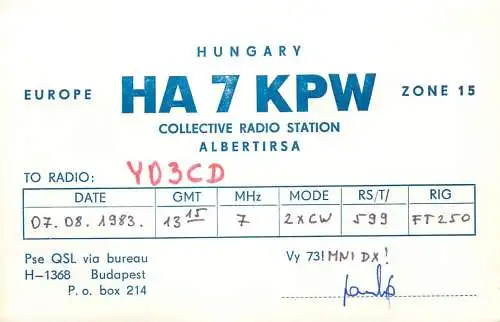 HUNGARY
EUROPE HA 7 KPW ZONE 15
COLLECTIVE RADIO STATION
ALBERTIRSA
TO RADIO: YO3CD
DATE GMT MHz MODE RS/T/ RIG
07.08.1983. 13 15 7 2XCW 599 FT250
Pse QSL via bureau Vy 73! MNI DX!
H-1368 Budapest
P. o. box 214